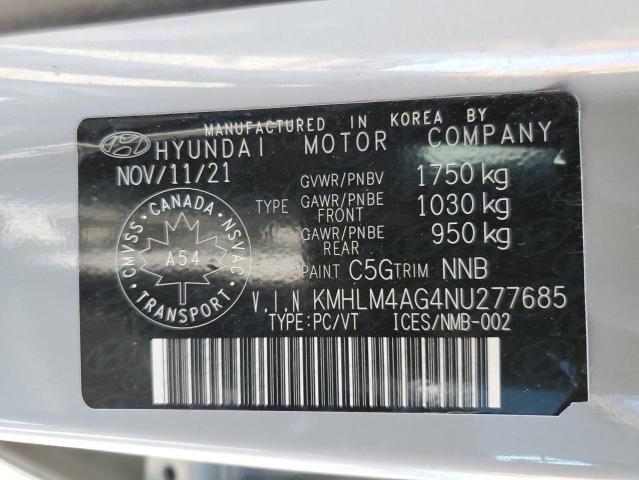 MANUFACTURED IN KOREA BY
HYUNDAI MOTOR COMPANY
NOV/11/21 GVWR/PNBV 1750 kg
TYPE GAWR/PNBE FRONT 1030 kg
GAWR/PNBE REAR 950 kg
CANADA
CMVSS NSVAC
A54
TRANSPORT
PAINT C5G TRIM NNB
V.I.N KMHLM4AG4NU277685
TYPE:PC/VT ICES/NMB-002